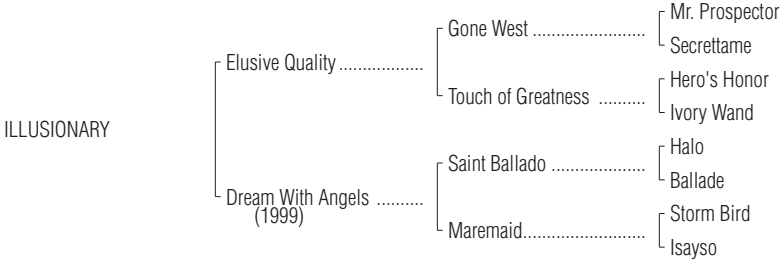 Mr. Prospector
Gone West ........................
Secrettame
Elusive Quality ..................
Hero's Honor
Touch of Greatness ..........
Ivory Wand
ILLUSIONARY
Halo
Saint Ballado ....................
Ballade
Dream With Angels ..........
(1999)
Storm Bird
Maremaid..........................
Isayso